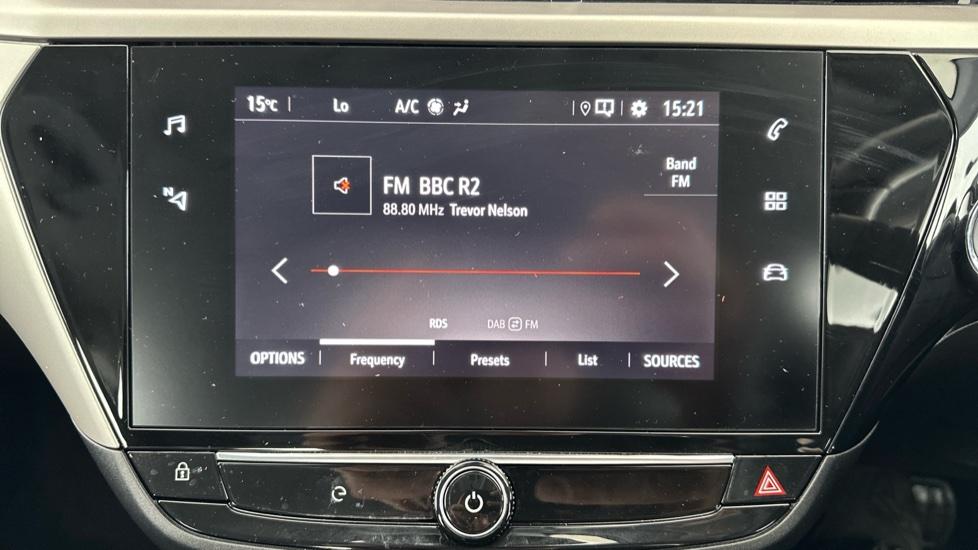 15°C Lo A/C 15:21
Band
FM
FM BBC R2
88.80 MHz Trevor Nelson
N
RDS DAB FM
OPTIONS Frequency Presets List SOURCES